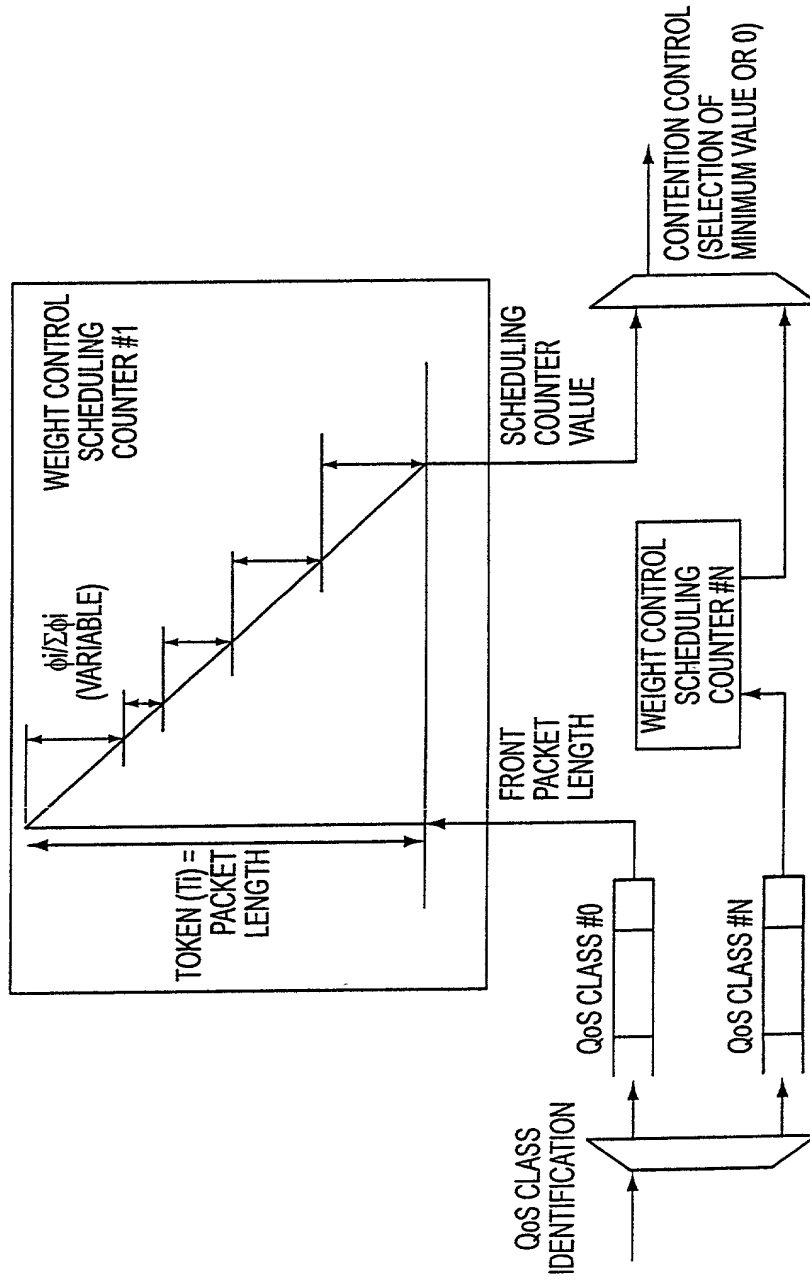 WEIGHT CONTROL
SCHEDULING
COUNTER #1
ϕi/Σϕi
(VARIABLE)
TOKEN (Ti) =
PACKET
LENGTH
FRONT
PACKET
LENGTH
SCHEDULING
COUNTER
VALUE
QoS CLASS
IDENTIFICATION
QoS CLASS #0
QoS CLASS #N
WEIGHT CONTROL
SCHEDULING
COUNTER #N
CONTENTION CONTROL
(SELECTION OF
MINIMUM VALUE OR 0)